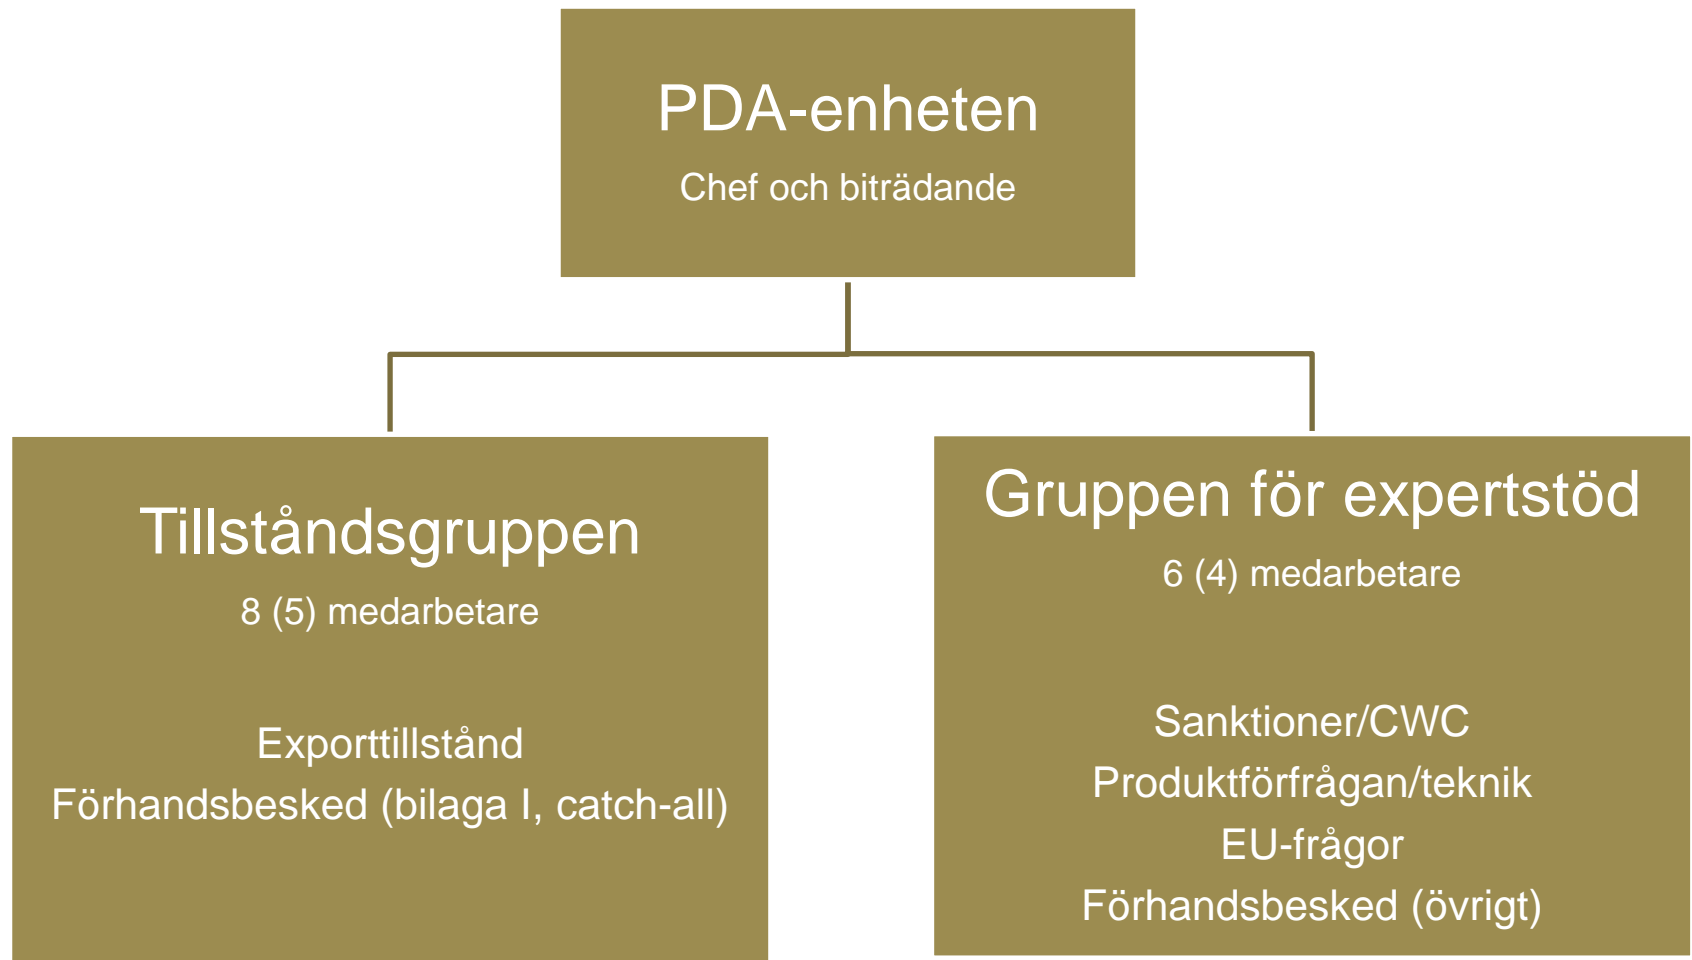 PDA-enheten
Chef och biträdande
Tillståndsgruppen
8 (5) medarbetare
Exporttillstånd
Förhandsbesked (bilaga I, catch-all)
Gruppen för expertstöd
6 (4) medarbetare
Sanktioner/CWC
Produktförfrågan/teknik
EU-frågor
Förhandsbesked (övrigt)